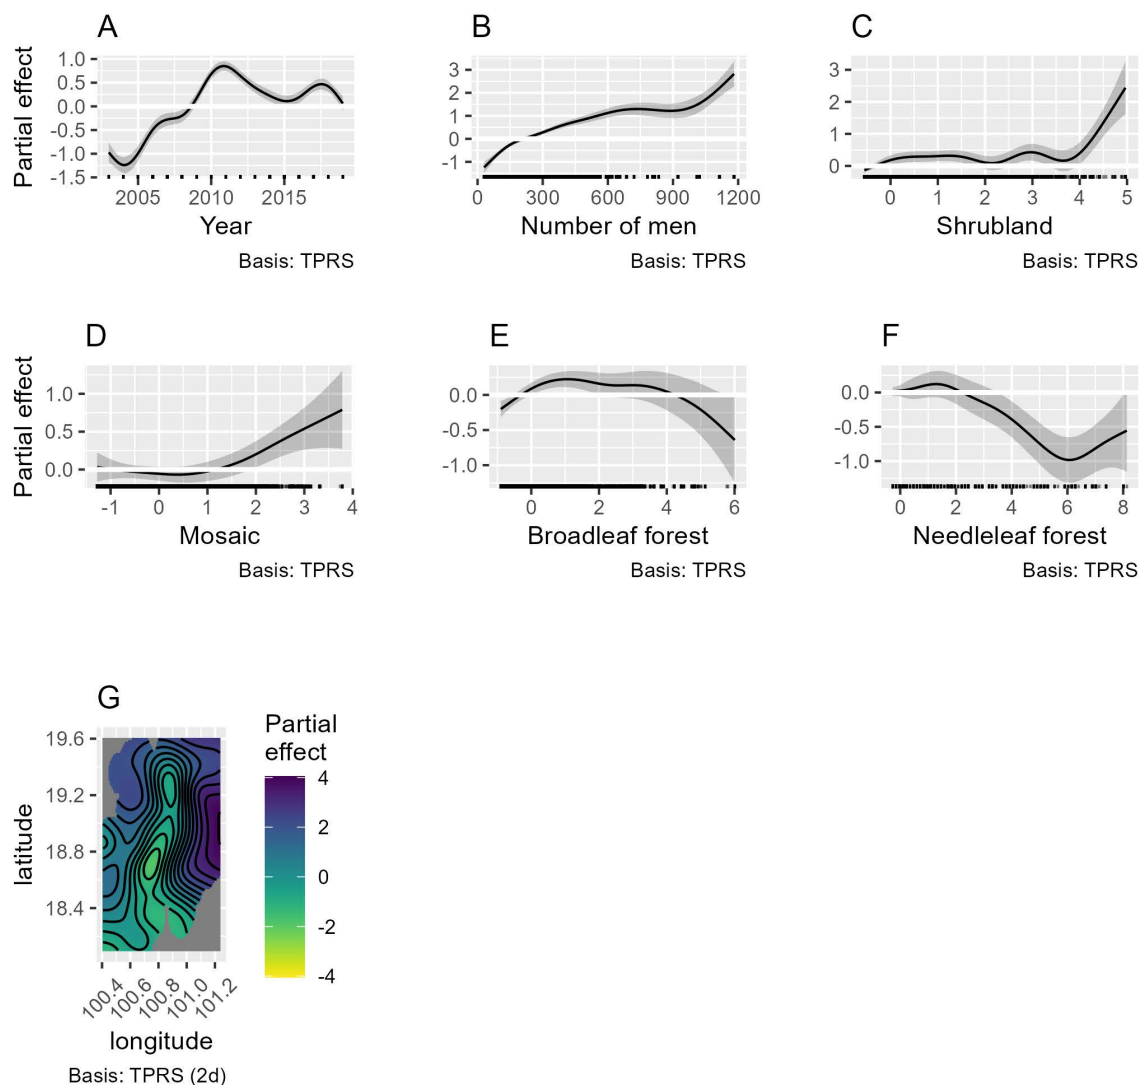 A
B
C
Partial effect
1.0
0.5
0.0
-0.5
-1.0
-1.5
2005
2010
2015
Year
Basis: TPRS
3
2
1
0
-1
0
300
600
900
1200
Number of men
Basis: TPRS
3
2
1
0
0
1
2
3
4
5
Shrubland
Basis: TPRS
D
E
F
Partial effect
1.0
0.5
0.0
-1
0
1
2
3
4
Mosaic
Basis: TPRS
0.0
-0.5
-1.0
0
2
4
6
Broadleaf forest
Basis: TPRS
0.0
-0.5
-1.0
0
2
4
6
8
Needleleaf forest
Basis: TPRS
G
latitude
19.6
19.2
18.8
18.4
100.4
100.6
100.8
101.0
101.2
longitude
Basis: TPRS (2d)
Partial
effect
4
2
0
-2
-4